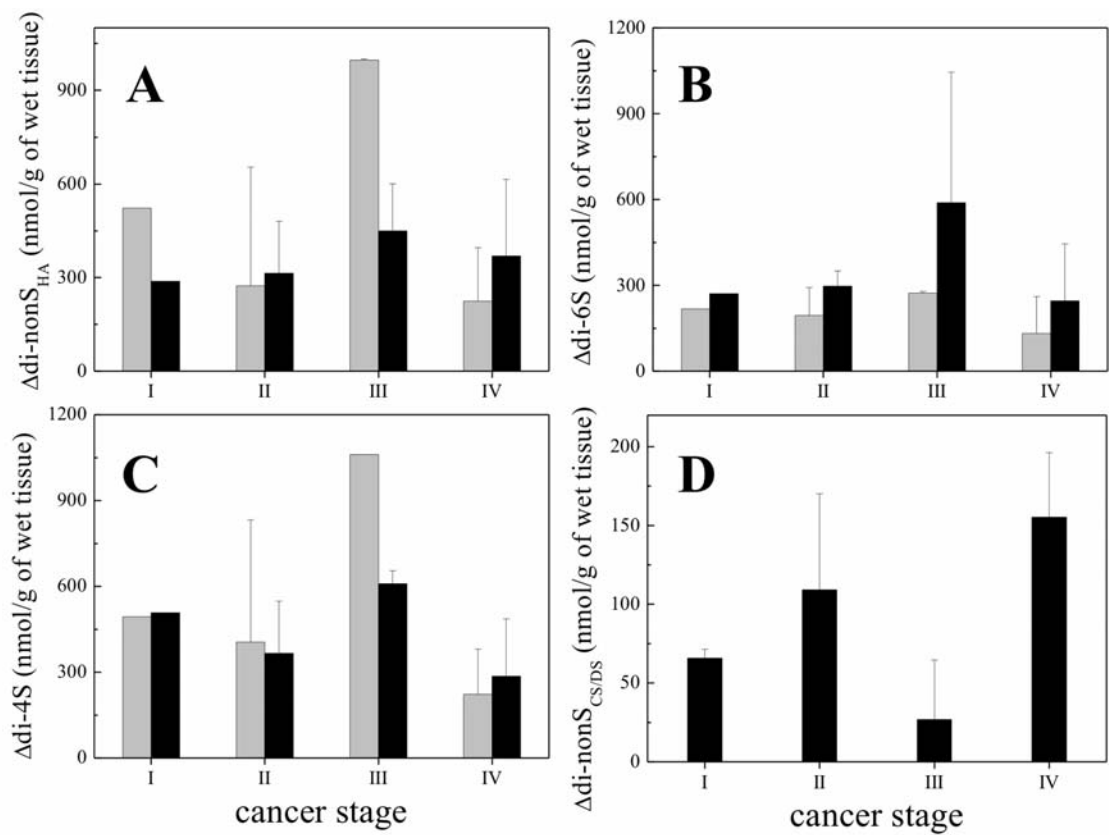 A
Δdi-nonS_HA (nmol/g of wet tissue)
900
600
300
0
I II III IV
B
Δdi-6S (nmol/g of wet tissue)
1200
900
600
300
0
I II III IV
C
Δdi-4S (nmol/g of wet tissue)
1200
900
600
300
0
I II III IV
cancer stage
D
Δdi-nonS_CS/DS (nmol/g of wet tissue)
200
150
100
50
0
I II III IV
cancer stage